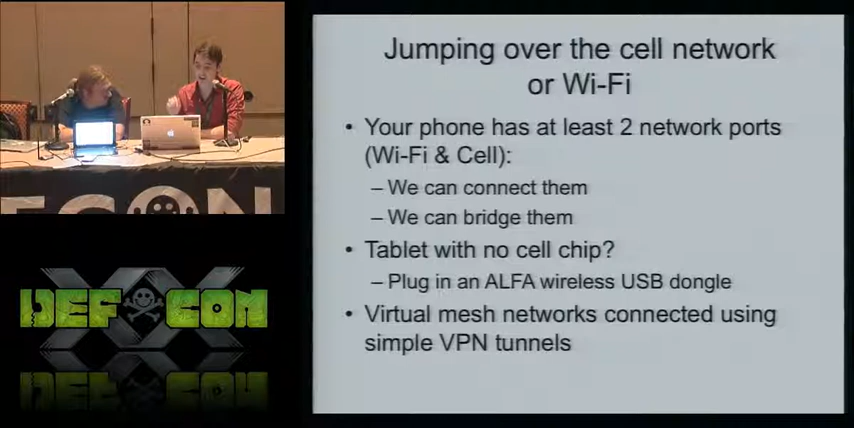 Jumping over the cell network
or Wi-Fi
• Your phone has at least 2 network ports
(Wi-Fi & Cell):
– We can connect them
– We can bridge them
• Tablet with no cell chip?
– Plug in an ALFA wireless USB dongle
• Virtual mesh networks connected using
simple VPN tunnels
DEF CON
XX